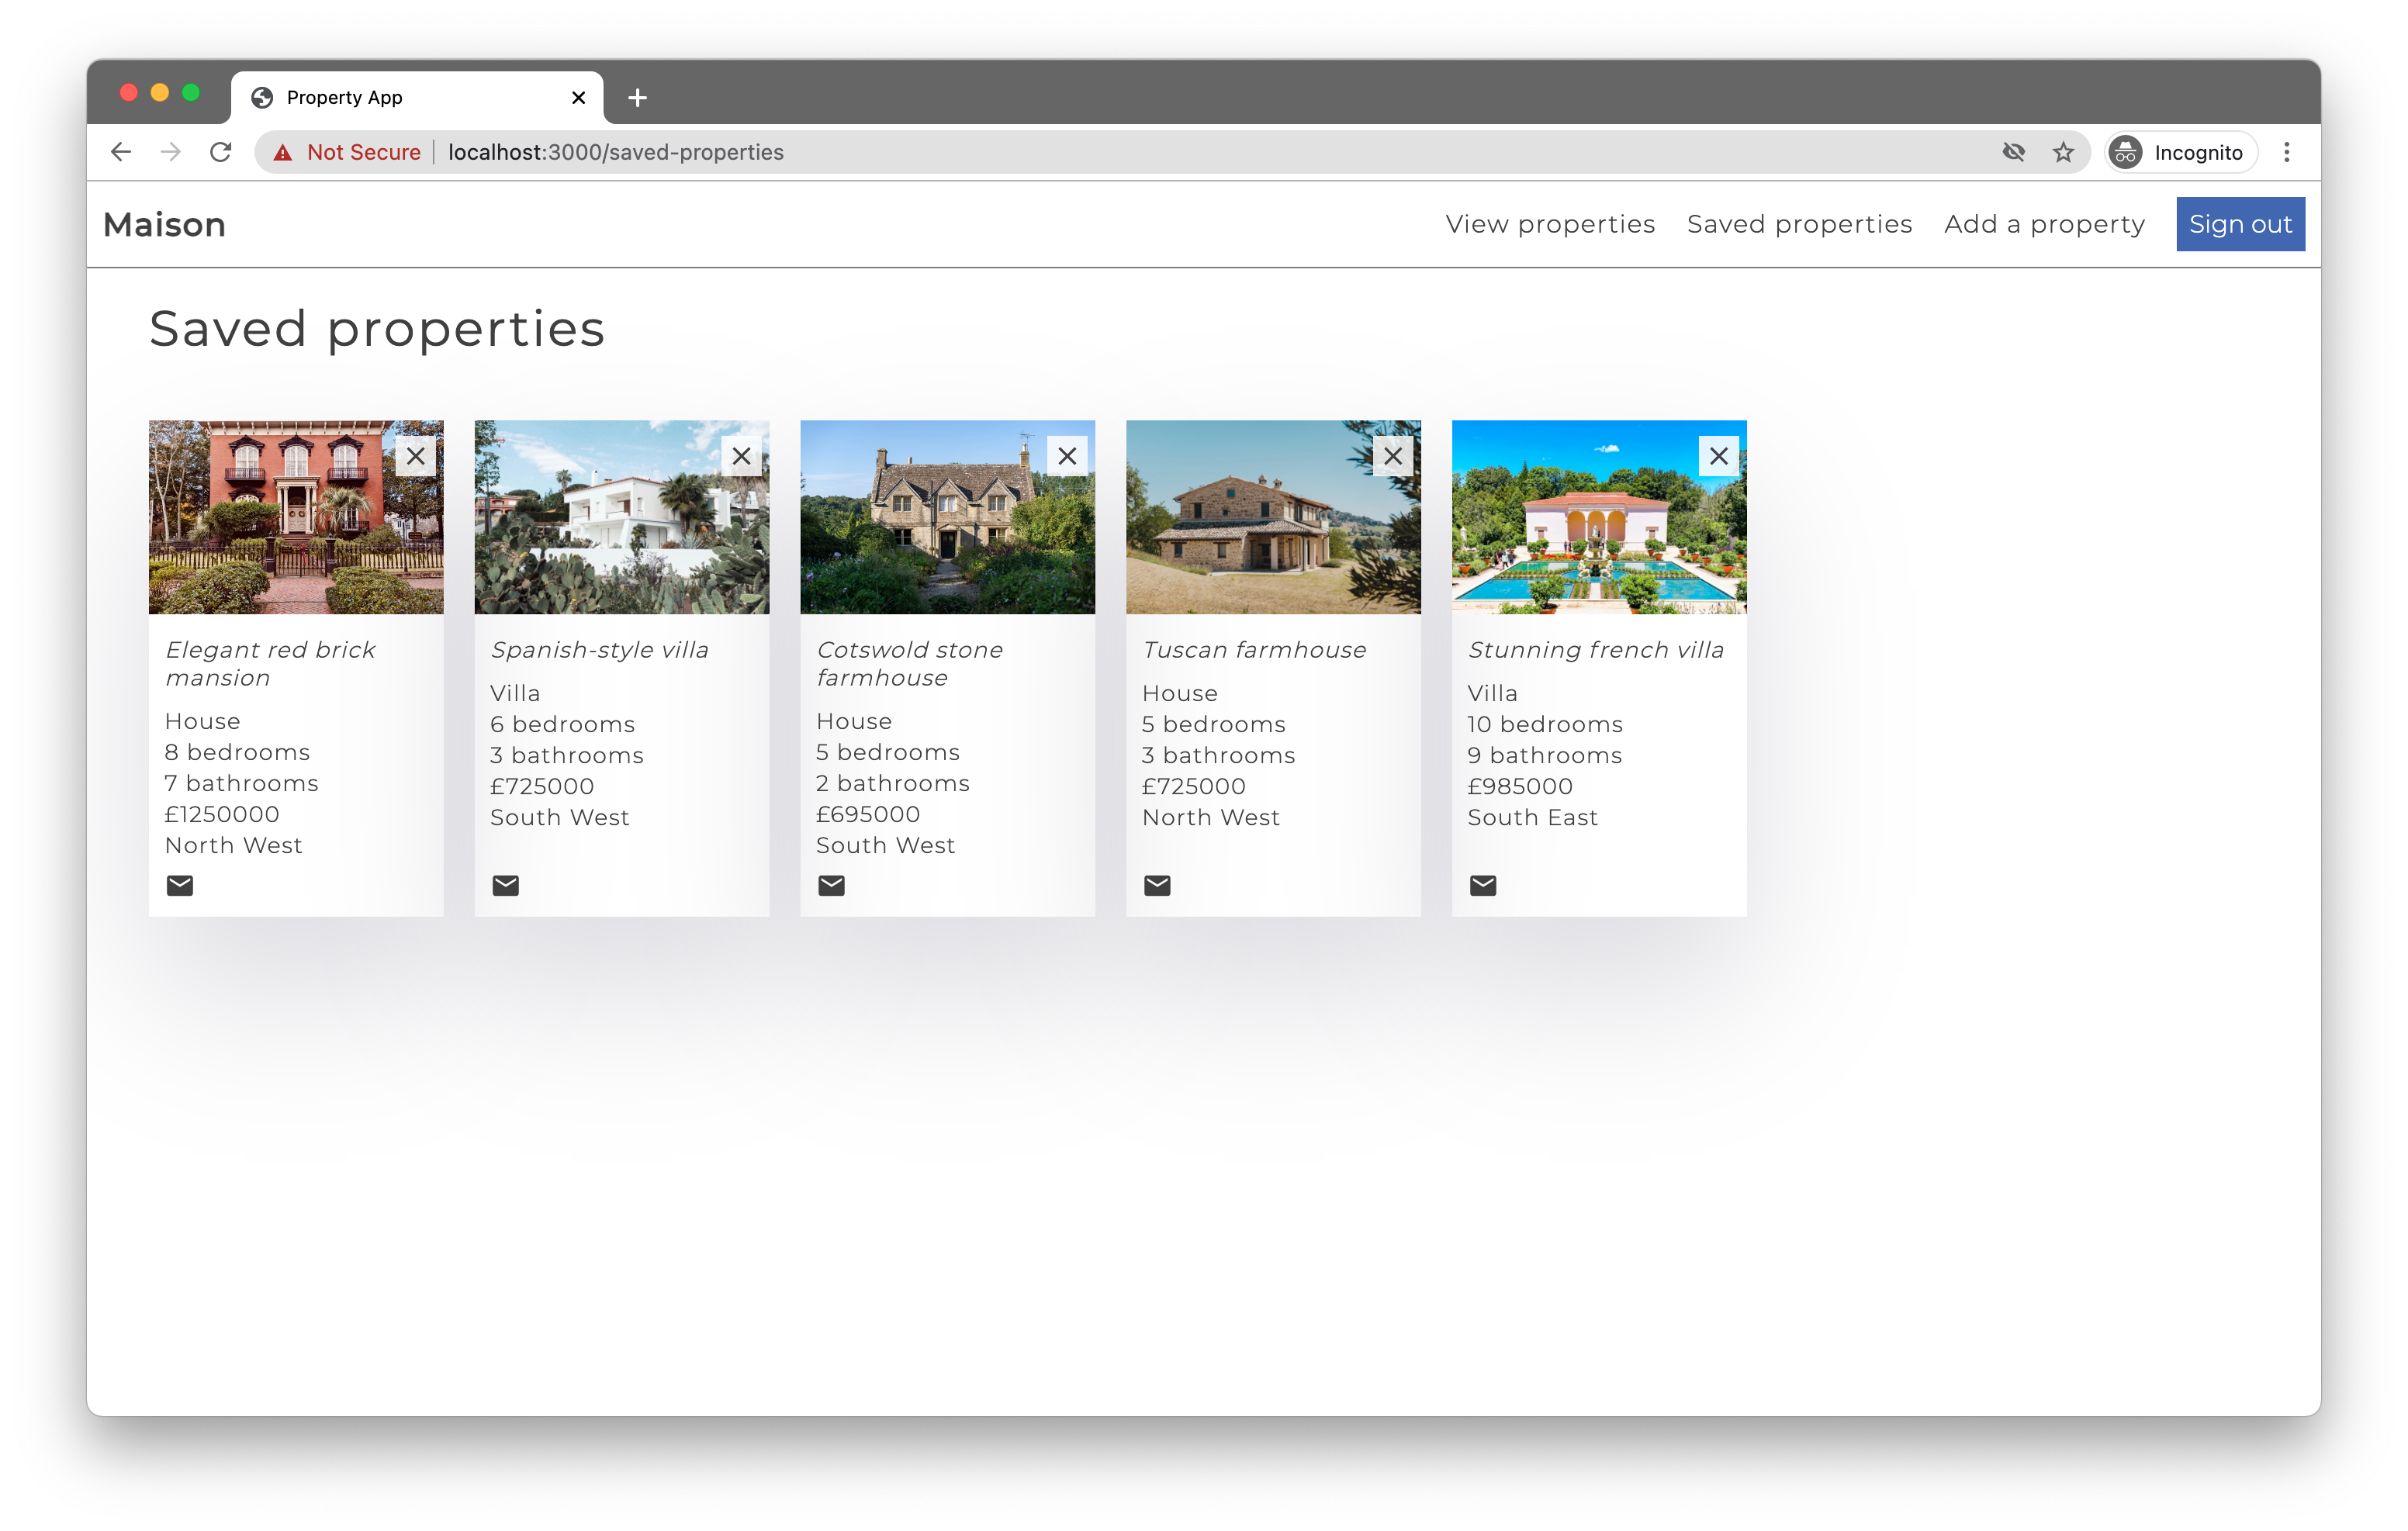 Property App
Not Secure localhost:3000/saved-properties Incognito
Maison View properties Saved properties Add a property Sign out
Saved properties
Elegant red brick
mansion
House
8 bedrooms
7 bathrooms
£1250000
North West
Spanish-style villa
Villa
6 bedrooms
3 bathrooms
£725000
South West
Cotswold stone
farmhouse
House
5 bedrooms
2 bathrooms
£695000
South West
Tuscan farmhouse
House
5 bedrooms
3 bathrooms
£725000
North West
Stunning french villa
Villa
10 bedrooms
9 bathrooms
£985000
South East